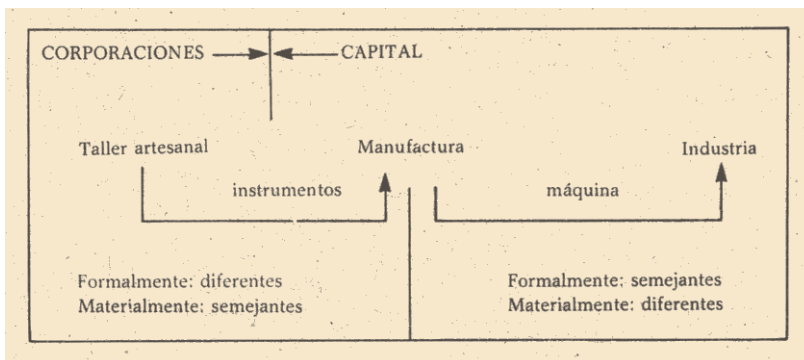 CORPORACIONES CAPITAL
Taller artesanal Manufactura Industria
instrumentos máquina
Formalmente: diferentes Formalmente: semejantes
Materialmente: semejantes Materialmente: diferentes